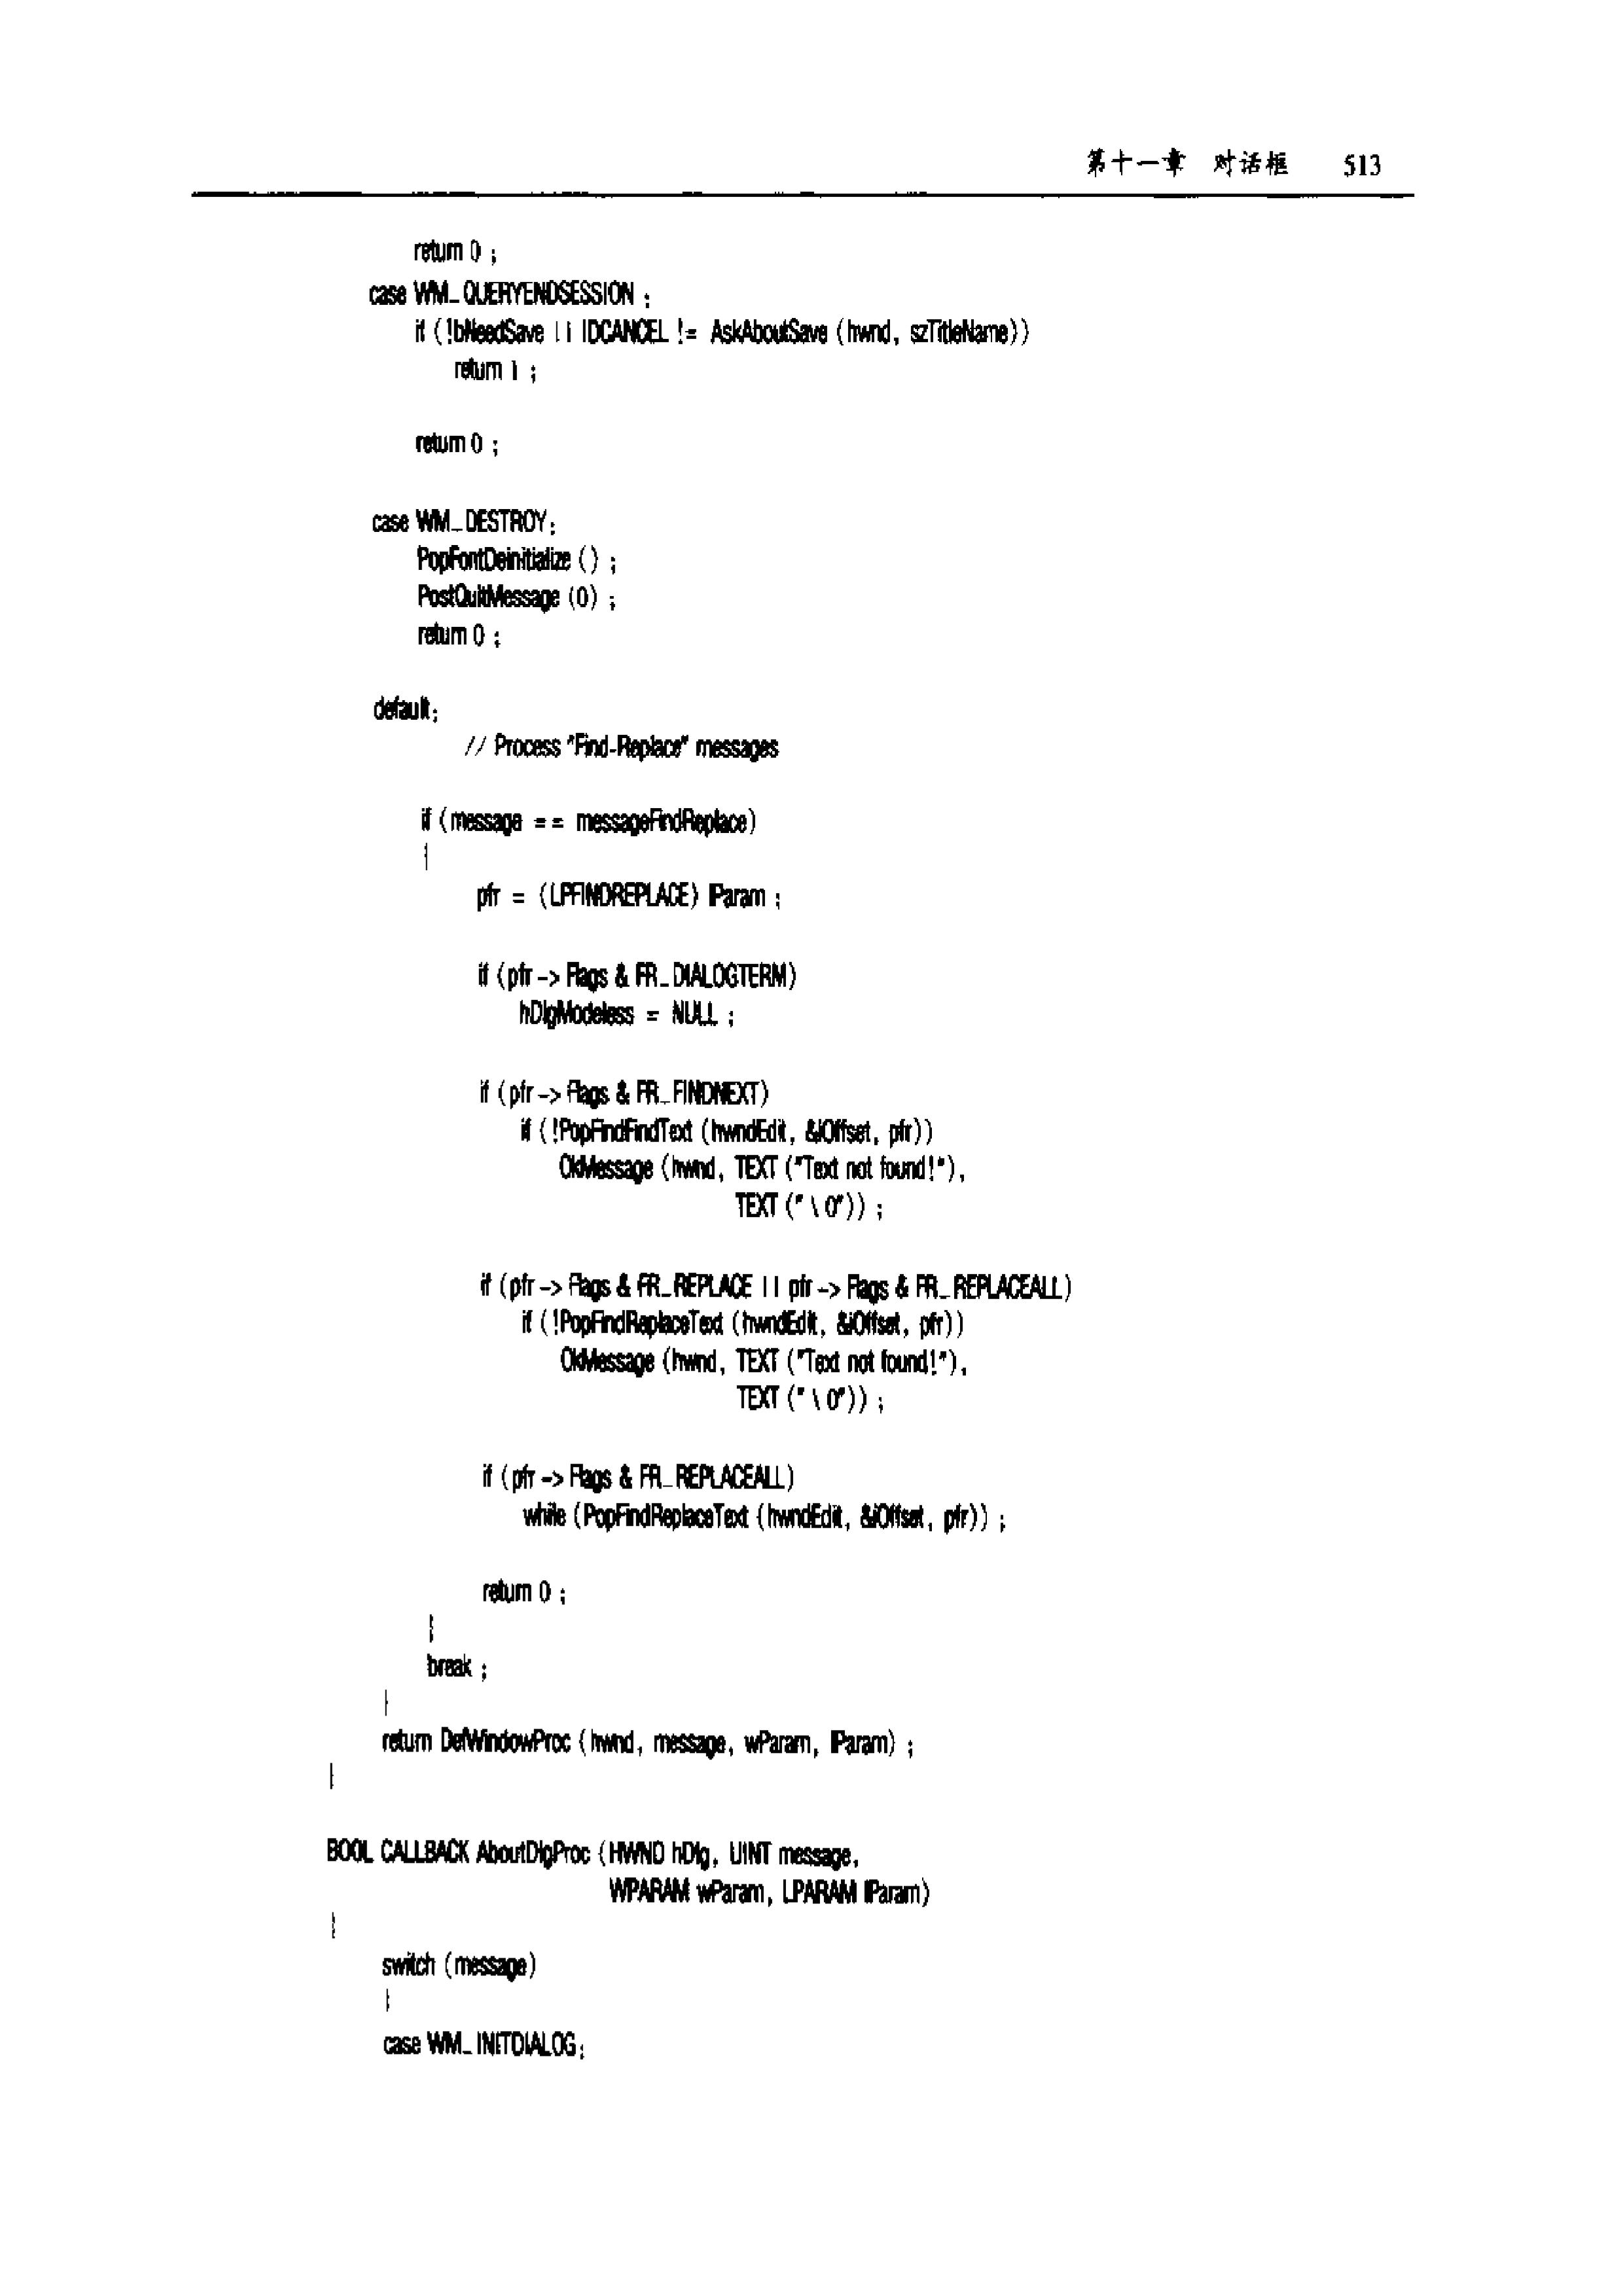 第十一章 对话框 513
return 0 ;
case WM_QUERYENDSESSION ;
if (!bNeedSave || IDCANCEL != AskAboutSave (hwnd, szTitleName))
return 1 ;
return 0 ;
case WM_DESTROY:
PopFontDeinitialize () ;
PostQuitMessage (0) ;
return 0 ;
default:
// Process "Find-Replace" messages
if (message == messageFindReplace)
{
pfr = (LPFINDREPLACE) lParam ;
if (pfr -> Flags & FR_DIALOGTERM)
hDlgModeless = NULL ;
if (pfr -> Flags & FR_FINDNEXT)
if (!PopFindFindText (hwndEdit, &iOffset, pfr))
OkMessage (hwnd, TEXT ("Text not found!"),
TEXT (" \ 0")) ;
if (pfr -> Flags & FR_REPLACE || pfr -> Flags & FR_REPLACEALL)
if (!PopFindReplaceText (hwndEdit, &iOffset, pfr))
OkMessage (hwnd, TEXT ("Text not found!"),
TEXT (" \ 0")) ;
if (pfr -> Flags & FR_REPLACEALL)
while (PopFindReplaceText (hwndEdit, &iOffset, pfr)) ;
return 0 ;
}
break ;
}
return DefWindowProc (hwnd, message, wParam, lParam) ;
}
BOOL CALLBACK AboutDlgProc (HWND hDlg, UINT message,
WPARAM wParam, LPARAM lParam)
{
switch (message)
{
case WM_INITDIALOG: